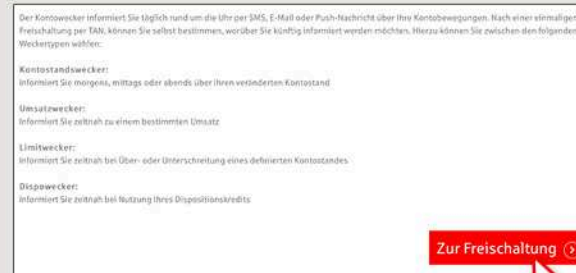 Der Kontowecker informiert Sie täglich rund um die Uhr per SMS, E-Mail oder Push-Nachricht über Ihre Kontobewegungen. Nach einer einmaligen
Freischaltung per TAN, können Sie selbst bestimmen, worüber Sie künftig informiert werden möchten. Hierzu können Sie zwischen den folgenden
Weckertypen wählen:
Kontostandswecker:
Informiert Sie morgens, mittags oder abends über Ihren veränderten Kontostand
Umsatzwecker:
Informiert Sie zeitnah zu einem bestimmten Umsatz
Limitwecker:
Informiert Sie zeitnah bei Über- oder Unterschreitung eines definierten Kontostandes
Dispowecker:
Informiert Sie zeitnah bei Nutzung Ihres Dispositionskredits
Zur Freischaltung